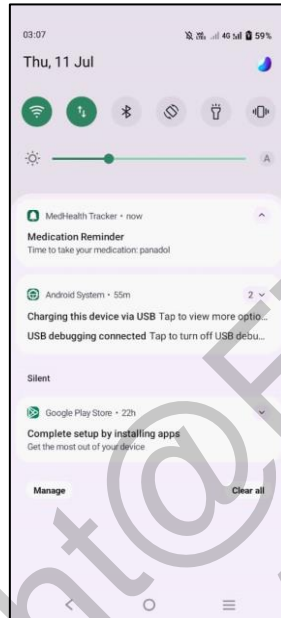 03:07
4G 59%
Thu, 11 Jul
A
MedHealth Tracker • now
Medication Reminder
Time to take your medication: panadol
Android System • 55m
2
Charging this device via USB Tap to view more optio...
USB debugging connected Tap to turn off USB debu...
Silent
Google Play Store • 22h
Complete setup by installing apps
Get the most out of your device
Manage
Clear all